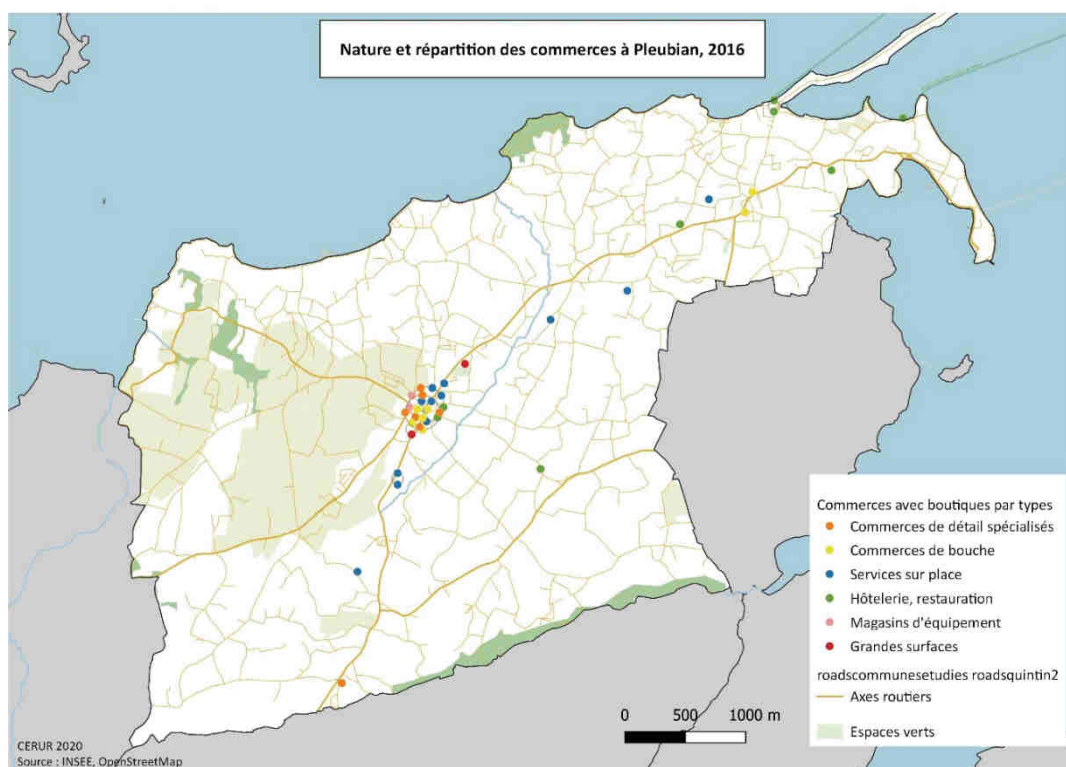 Nature et répartition des commerces à Pleubian, 2016
Commerces avec boutiques par types
Commerces de détail spécialisés
Commerces de bouche
Services sur place
Hôtelerie, restauration
Magasins d'équipement
Grandes surfaces
roadscommunesetudies roadsquintin2
Axes routiers
Espaces verts
0 500 1000 m
CERUR 2020
Source : INSEE, OpenStreetMap